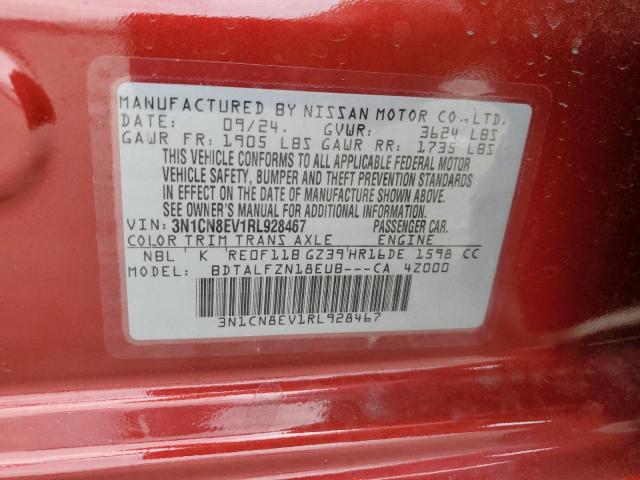 MANUFACTURED BY NISSAN MOTOR CO., LTD.
DATE: 09/24. GVWR: 3624 LBS
GAWR FR: 1905 LBS GAWR RR: 1735 LBS
THIS VEHICLE CONFORMS TO ALL APPLICABLE FEDERAL MOTOR
VEHICLE SAFETY, BUMPER AND THEFT PREVENTION STANDARDS
IN EFFECT ON THE DATE OF MANUFACTURE SHOWN ABOVE.
SEE OWNER'S MANUAL FOR ADDITIONAL INFORMATION.
VIN: 3N1CN8EV1RL928467 PASSENGER CAR.
COLOR TRIM TRANS AXLE ENGINE
NBL K RE0F11B GZ39 HR16DE 1598 CC
BDTALFZN18EUB---CA 4Z000
3N1CN8EV1RL928467